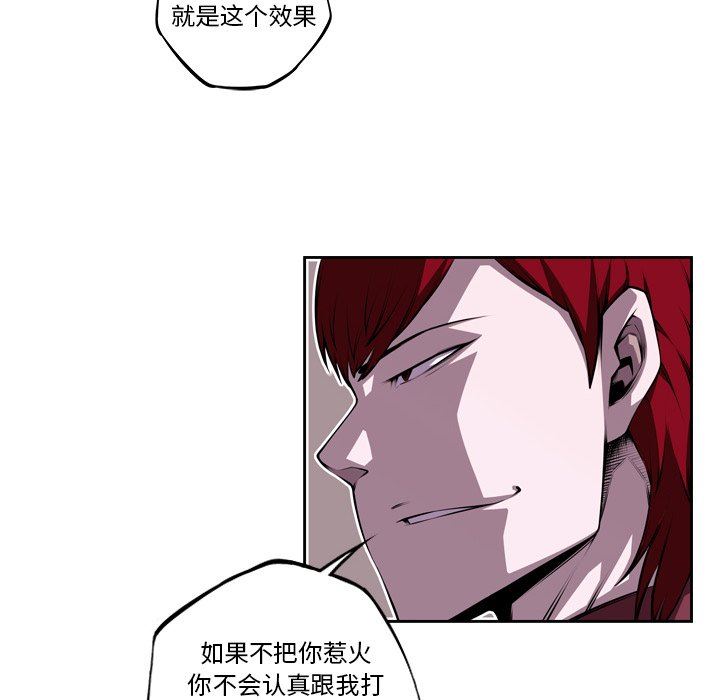 就是这个效果
如果不把你惹火
你不会认真跟我打